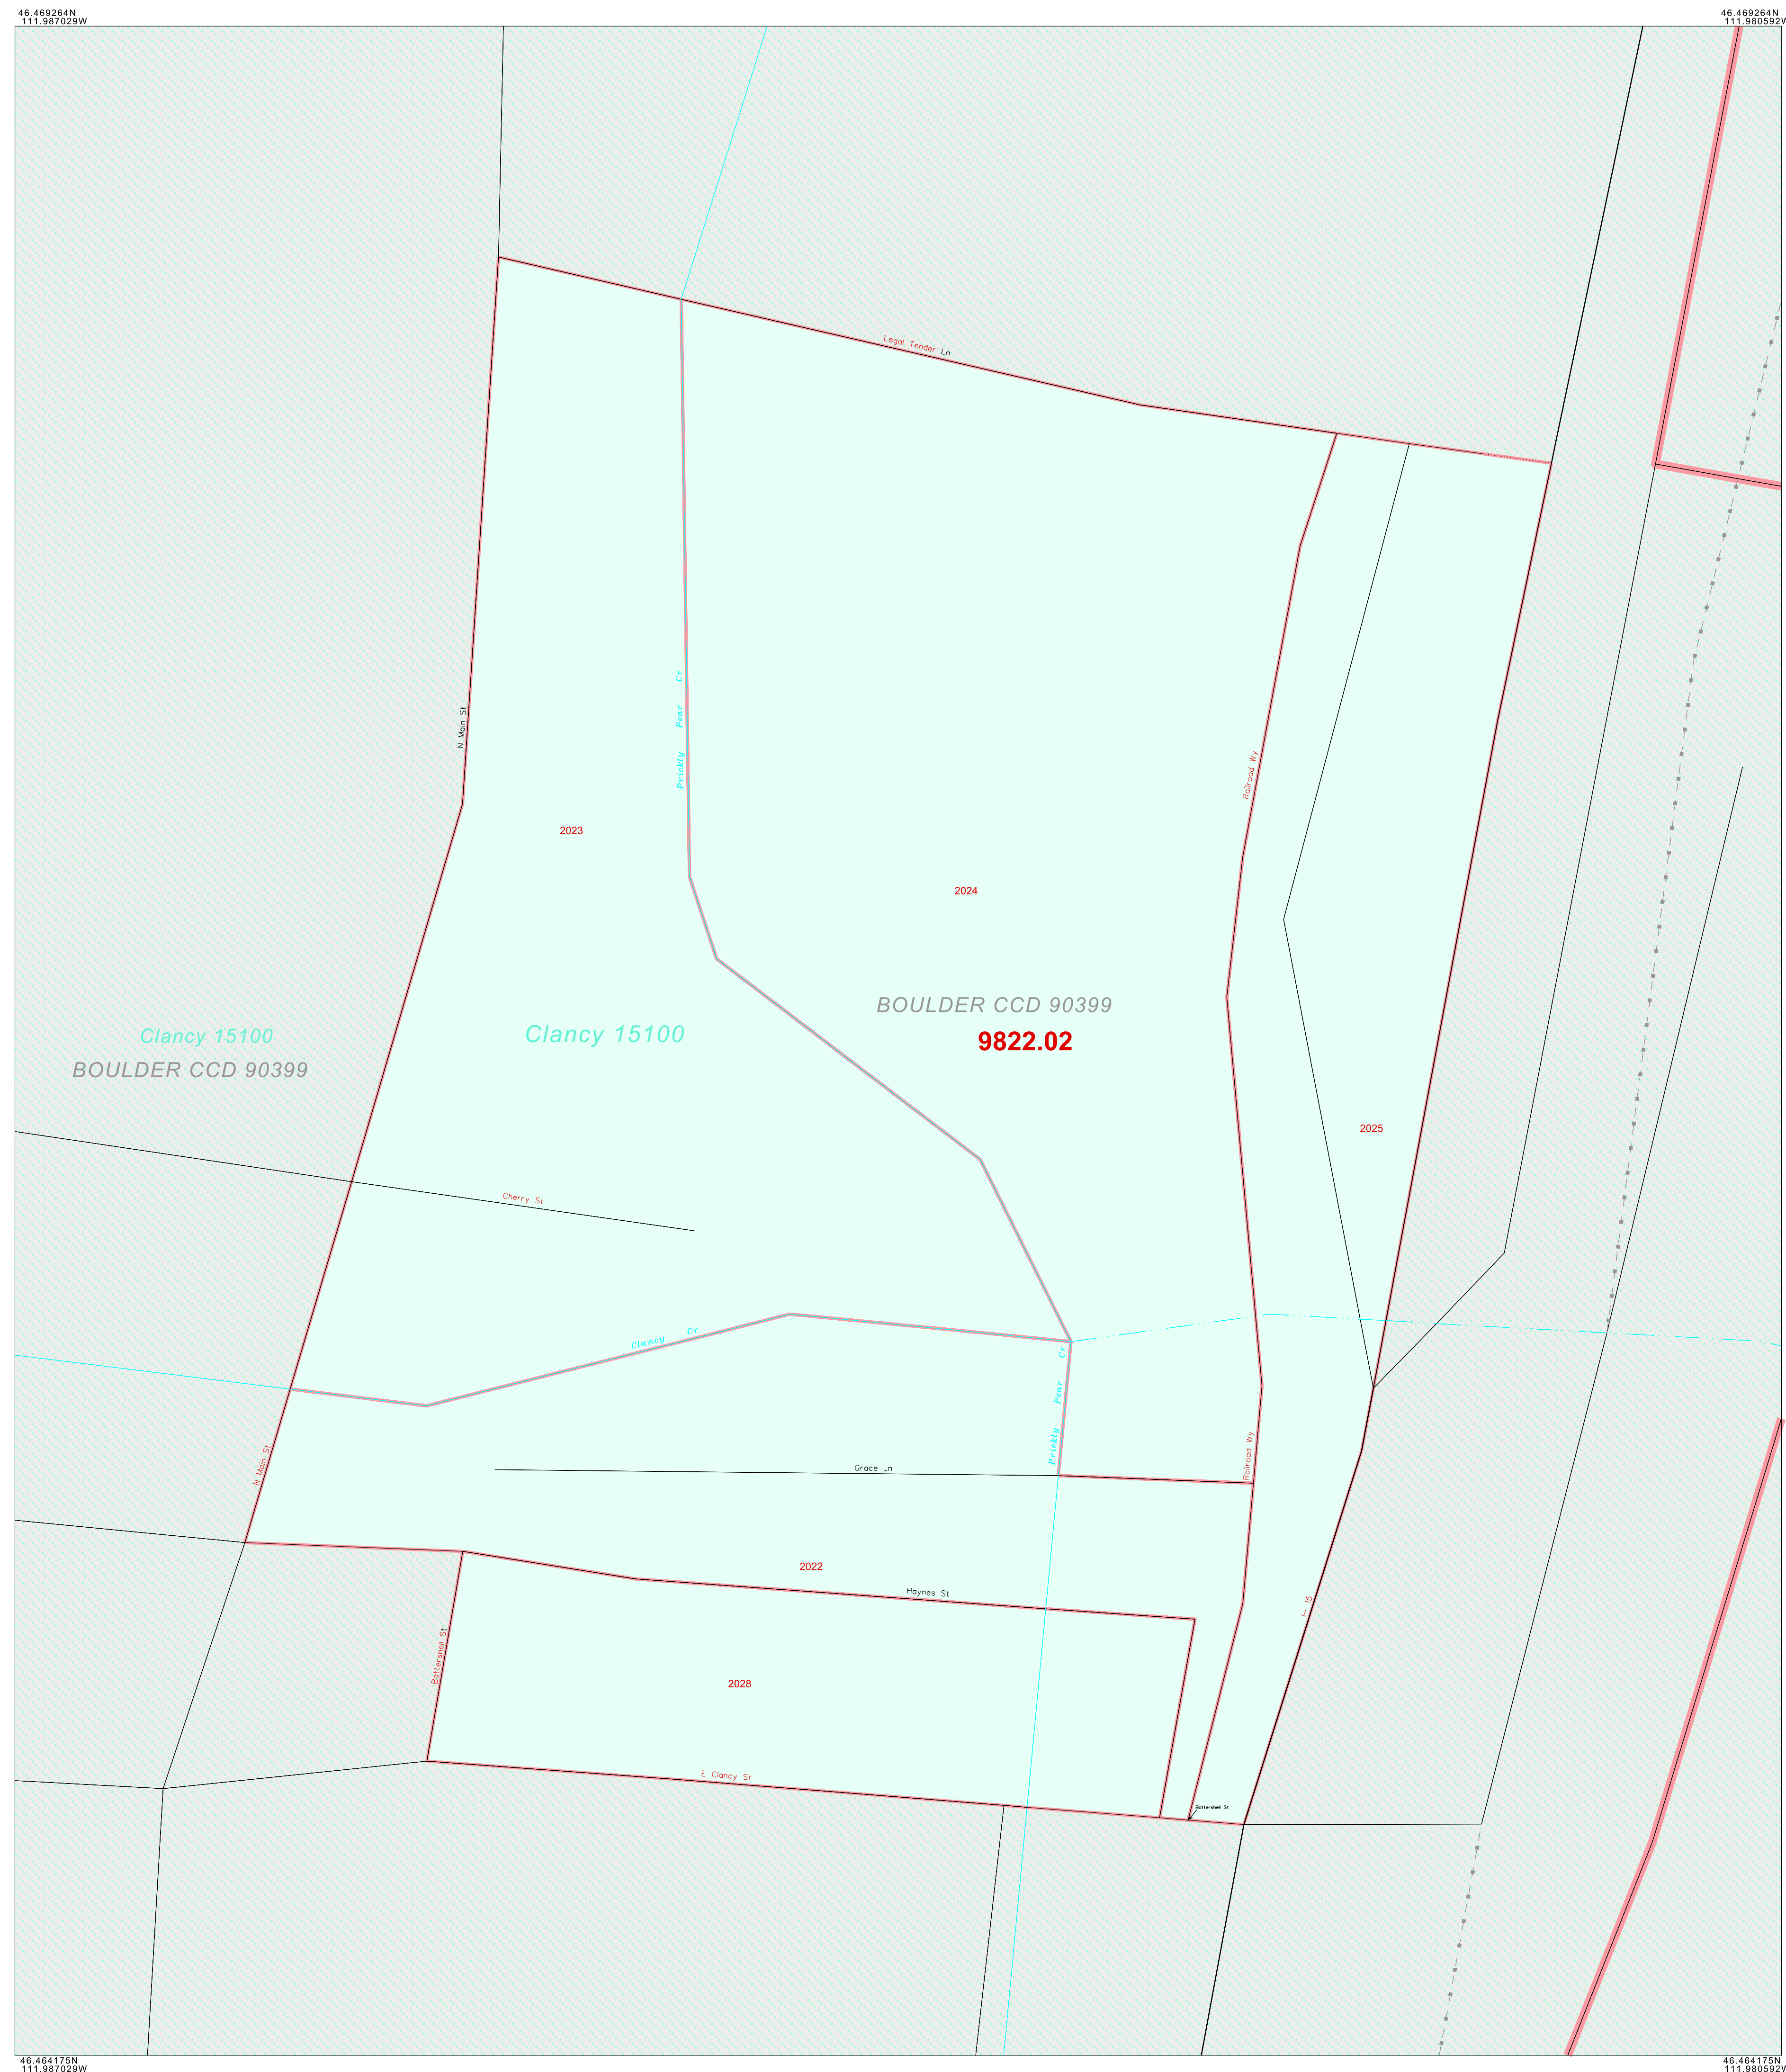 46.469264N
111.987029W
46.469264N
111.980592W
Legal Tender Ln
N Main St
Prickly Pear Cr
Railroad Wy
2023
2024
BOULDER CCD 90399
9822.02
Clancy 15100
Clancy 15100
BOULDER CCD 90399
2025
Cherry St
Clancy Cr
Prickly Pear Cr
N Main St
Railroad Wy
Grace Ln
2022
Haynes St
I- 15
Battershell St
2028
E Clancy St
Battershell St
46.464175N
111.987029W
46.464175N
111.980592W